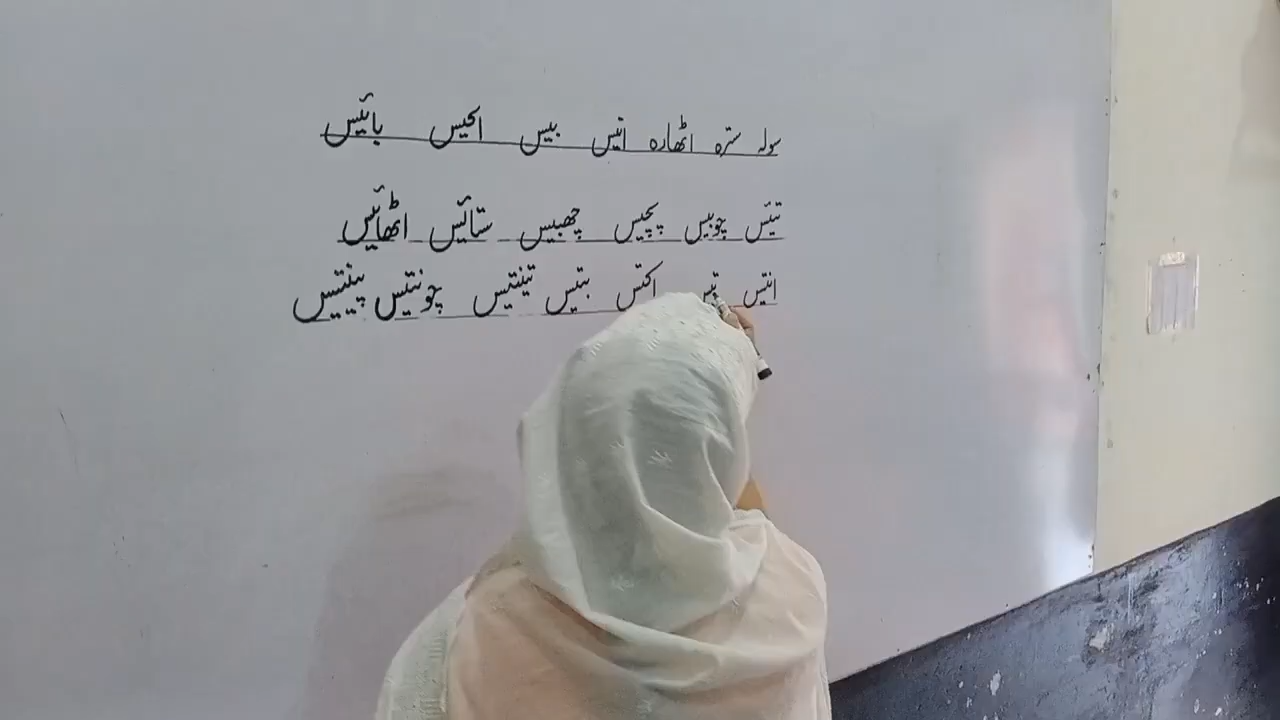 سولہ سترہ اٹھارہ انیس بیس اکیس بائیس
تیئس چوبیس پچیس چھبیس ستائیس اٹھائیس
انتیس تیس اکتس بتیس تینتیس چونتیس پینتیس